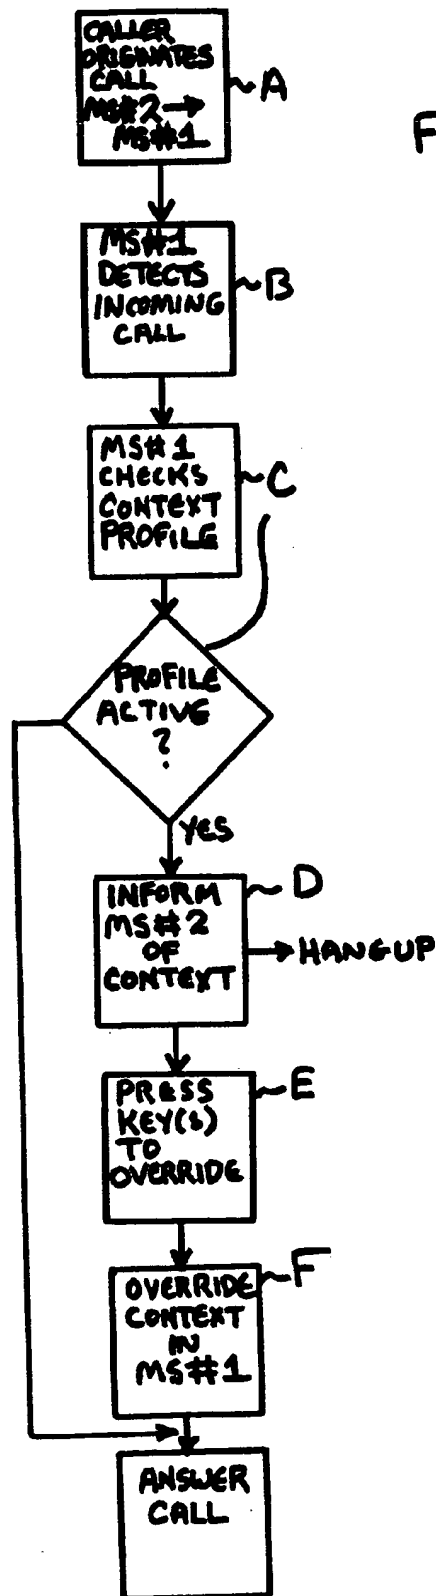 CALLER
ORIGINATES
CALL
MS#2→
MS#1
~A
F
MS#1
DETECTS
INCOMING
CALL
~B
MS#1
CHECKS
CONTEXT
PROFILE
~C
PROFILE
ACTIVE
?
YES
INFORM
MS#2
OF
CONTEXT
~D
HANGUP
PRESS
KEY(S)
TO
OVERRIDE
~E
OVERRIDE
CONTEXT
IN
MS#1
~F
ANSWER
CALL